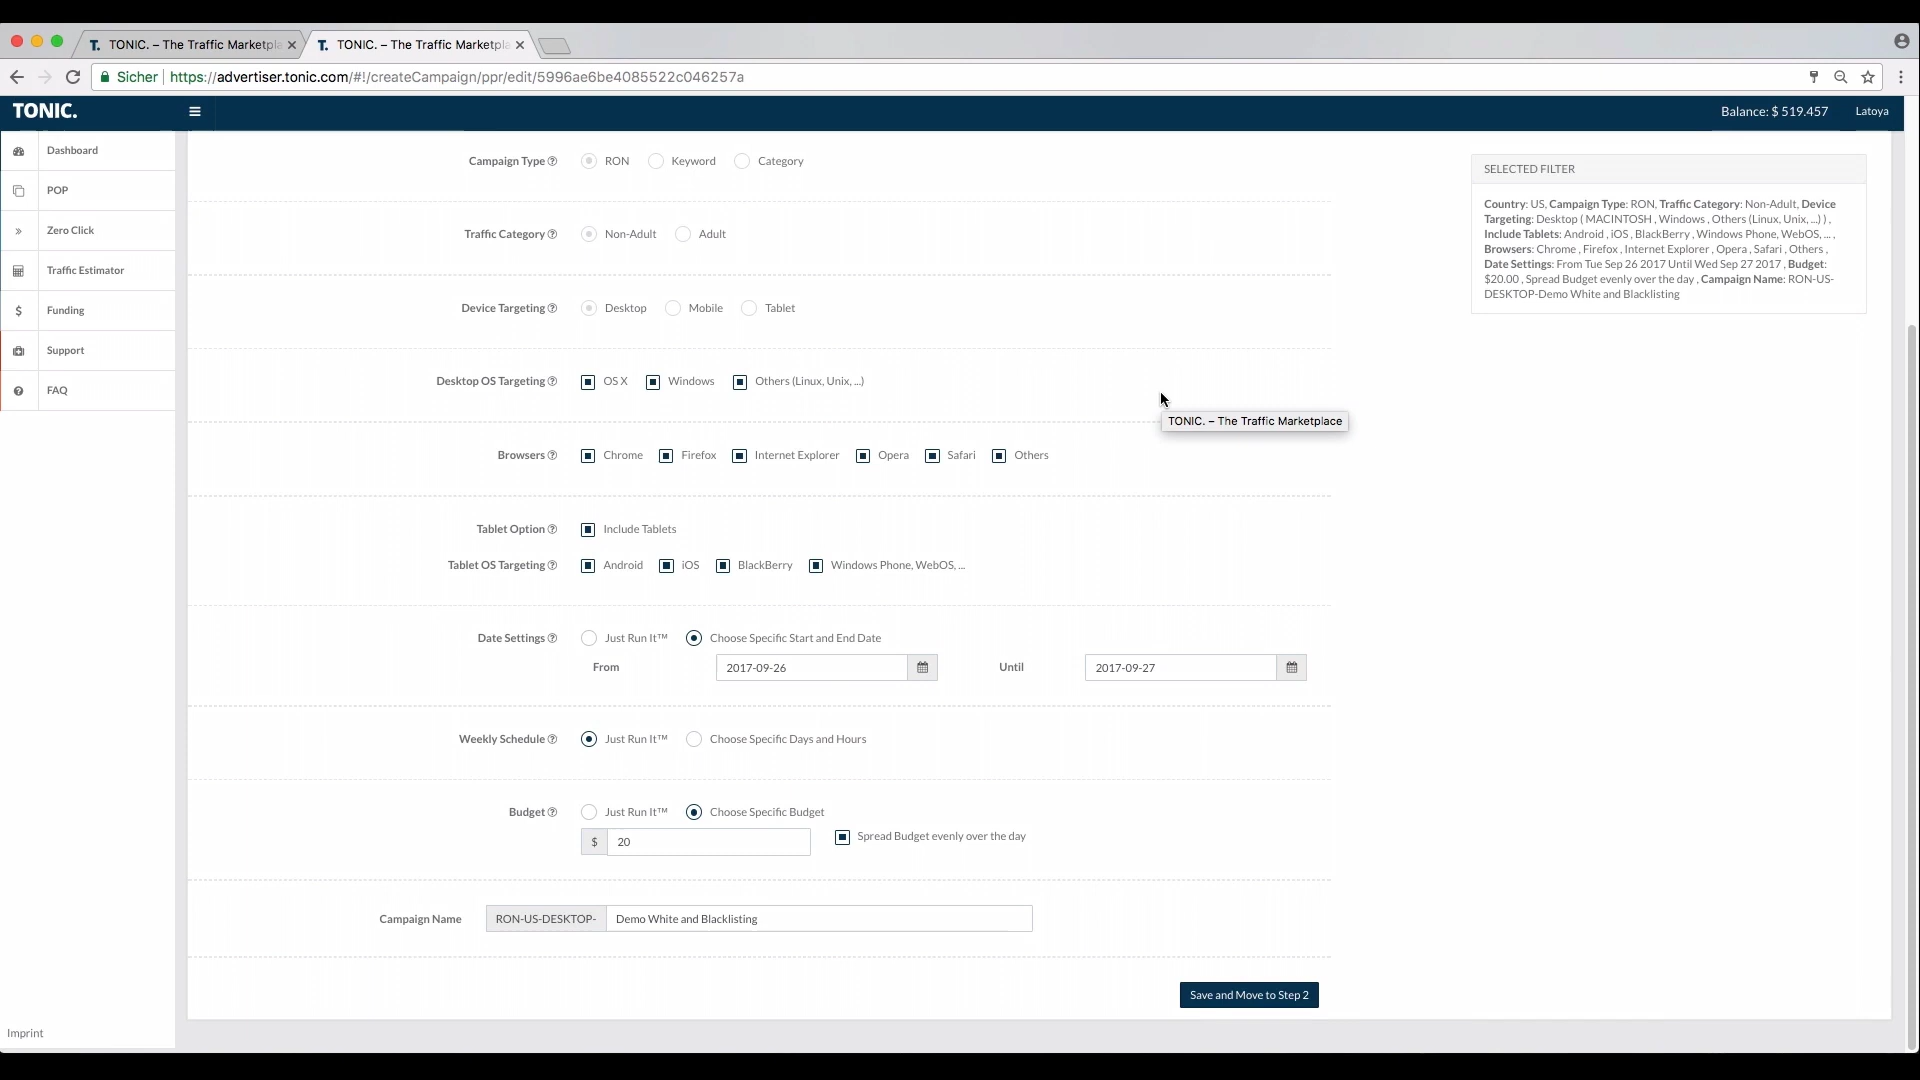 TONIC. – The Traffic Marketpla
TONIC. – The Traffic Marketpla
Sicher https://advertiser.tonic.com/#!/createCampaign/ppr/edit/5996ae6be4085522c046257a
TONIC.
Balance: $ 519.457
Latoya
Dashboard
POP
Zero Click
Traffic Estimator
Funding
Support
FAQ
Imprint
Campaign Type RON Keyword Category
Traffic Category Non-Adult Adult
Device Targeting Desktop Mobile Tablet
Desktop OS Targeting OS X Windows Others (Linux, Unix, ...)
TONIC. – The Traffic Marketplace
Browsers Chrome Firefox Internet Explorer Opera Safari Others
Tablet Option Include Tablets
Tablet OS Targeting Android iOS BlackBerry Windows Phone, WebOS, ...
Date Settings Just Run It™ Choose Specific Start and End Date
From 2017-09-26 Until 2017-09-27
Weekly Schedule Just Run It™ Choose Specific Days and Hours
Budget Just Run It™ Choose Specific Budget
$ 20 Spread Budget evenly over the day
Campaign Name RON-US-DESKTOP- Demo White and Blacklisting
Save and Move to Step 2
SELECTED FILTER
Country: US, Campaign Type: RON, Traffic Category: Non-Adult, Device
Targeting: Desktop ( MACINTOSH , Windows , Others (Linux, Unix, ...) ) ,
Include Tablets: Android , iOS , BlackBerry , Windows Phone, WebOS, ... ,
Browsers: Chrome , Firefox , Internet Explorer , Opera , Safari , Others ,
Date Settings: From Tue Sep 26 2017 Until Wed Sep 27 2017 , Budget:
$20.00 , Spread Budget evenly over the day , Campaign Name: RON-US-
DESKTOP-Demo White and Blacklisting